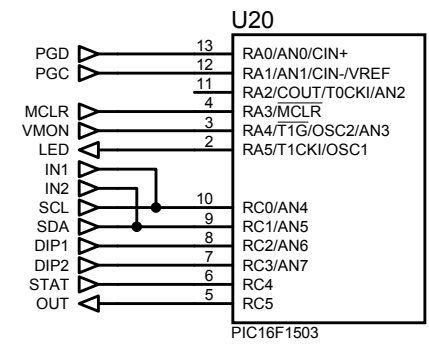 U20
PGD 13 RA0/AN0/CIN+
PGC 12 RA1/AN1/CIN-/VREF
11 RA2/COUT/T0CKI/AN2
MCLR 4 RA3/MCLR
VMON 3 RA4/T1G/OSC2/AN3
LED 2 RA5/T1CKI/OSC1
IN1
IN2
SCL 10 RC0/AN4
SDA 9 RC1/AN5
DIP1 8 RC2/AN6
DIP2 7 RC3/AN7
STAT 6 RC4
OUT 5 RC5
PIC16F1503